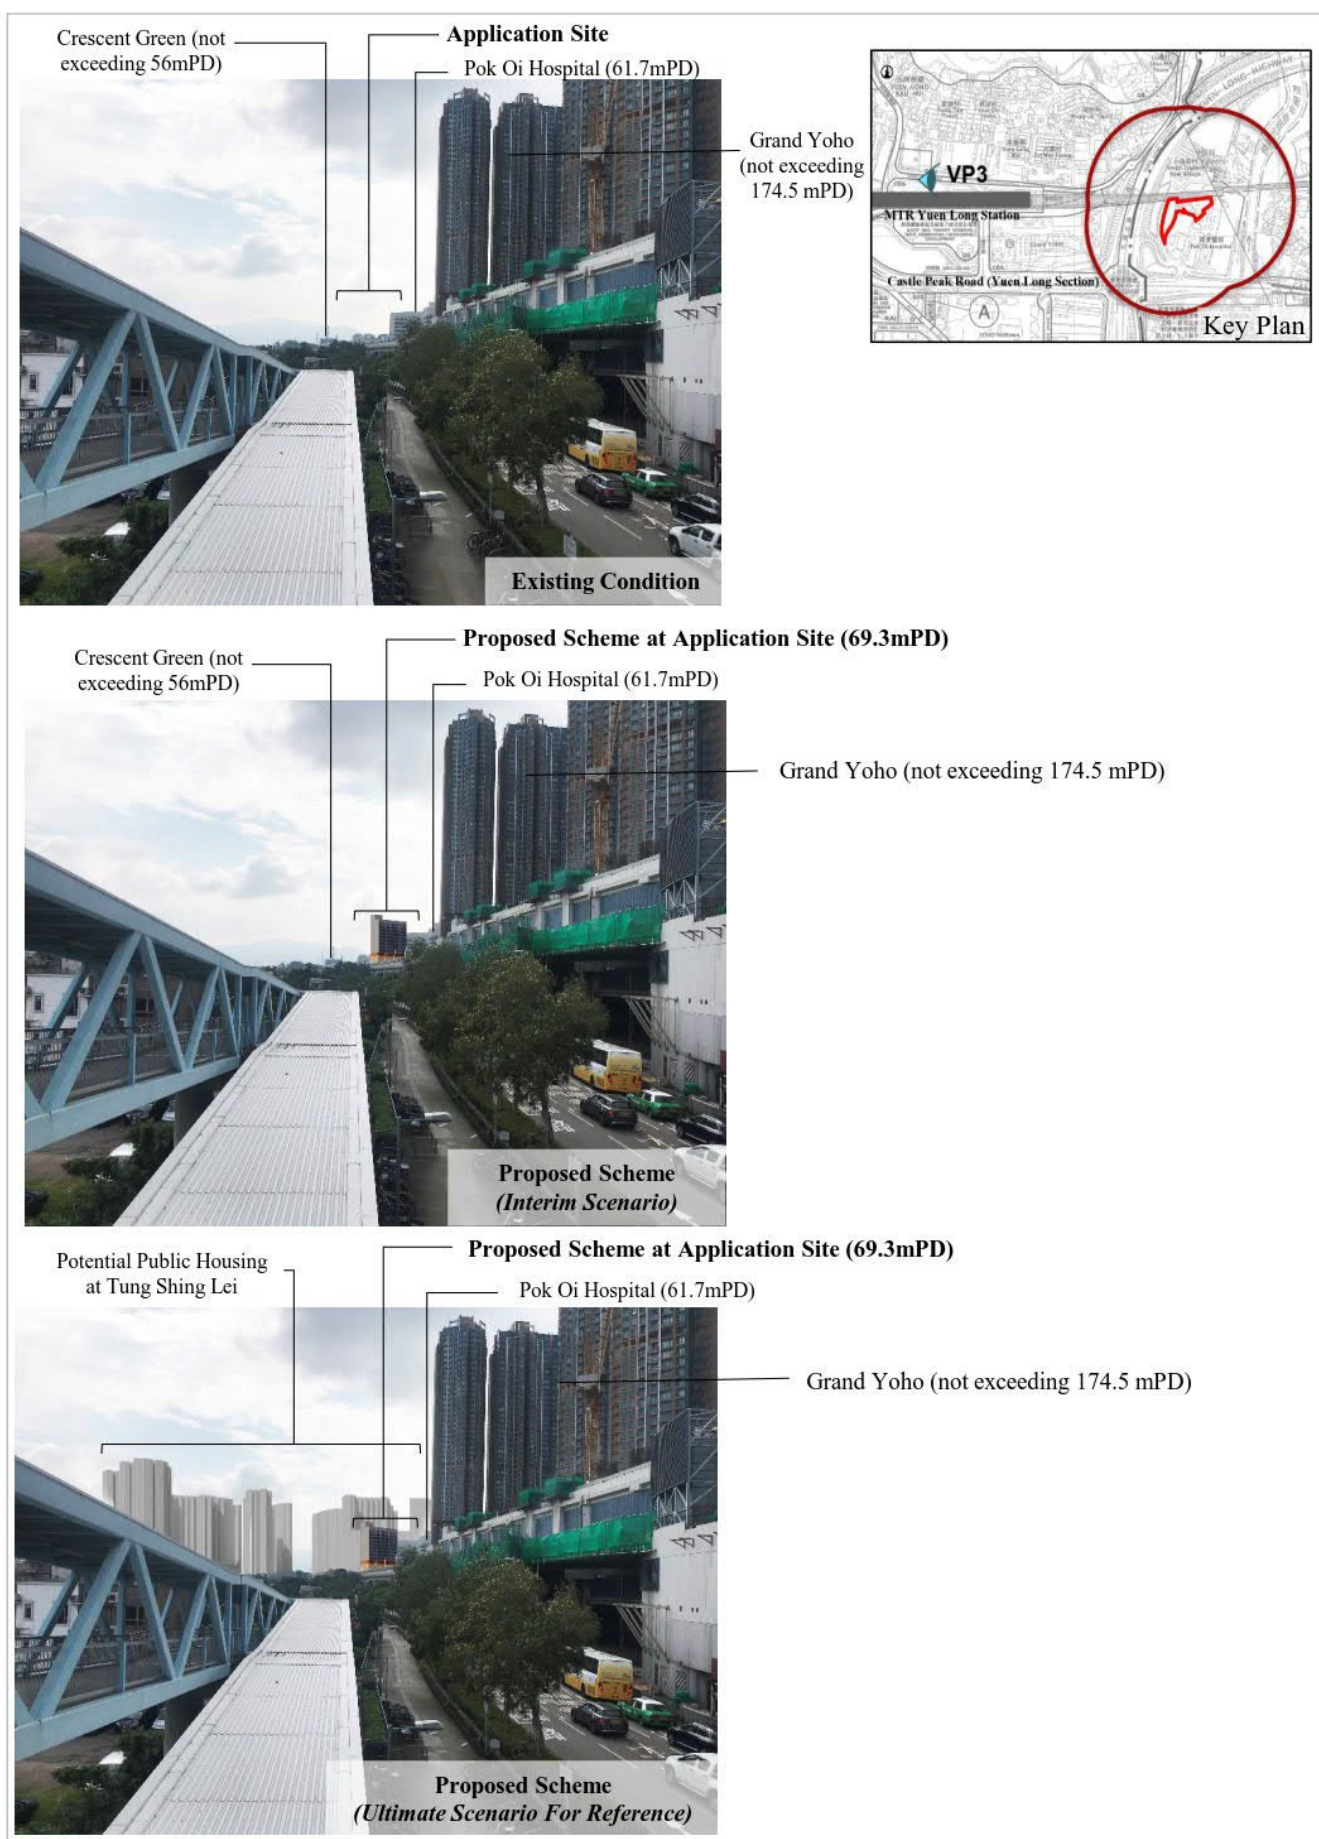 Crescent Green (not
exceeding 56mPD)
Application Site
Pok Oi Hospital (61.7mPD)
Grand Yoho
(not exceeding
174.5 mPD)
Existing Condition
YUEN LONG HIGHWAY
VP3
MTR Yuen Long Station
Castle Peak Road (Yuen Long Section)
A
Key Plan
Proposed Scheme at Application Site (69.3mPD)
Crescent Green (not
exceeding 56mPD)
Pok Oi Hospital (61.7mPD)
Grand Yoho (not exceeding 174.5 mPD)
Proposed Scheme
(Interim Scenario)
Proposed Scheme at Application Site (69.3mPD)
Potential Public Housing
at Tung Shing Lei
Pok Oi Hospital (61.7mPD)
Grand Yoho (not exceeding 174.5 mPD)
Proposed Scheme
(Ultimate Scenario For Reference)